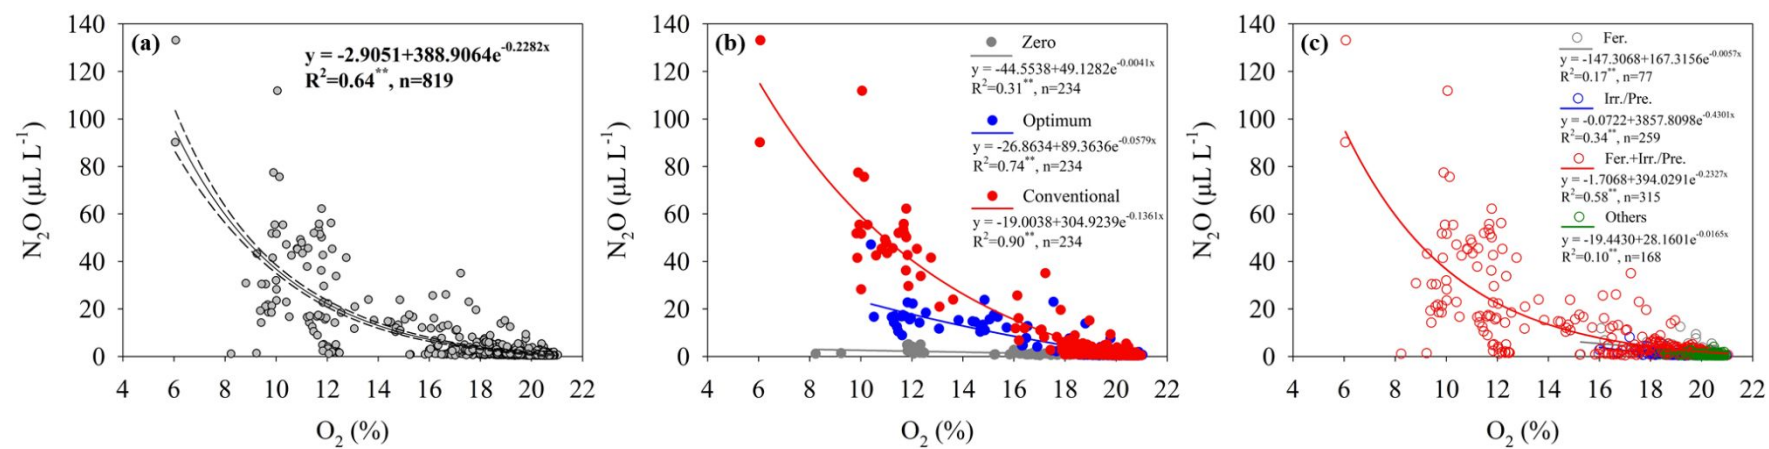 (a)
y = -2.9051+388.9064e^-0.2282x
R²=0.64**, n=819
140
120
100
80
60
40
20
0
4 6 8 10 12 14 16 18 20 22
N₂O (μL L⁻¹)
O₂ (%)
(b)
Zero
y = -44.5538+49.1282e^-0.0041x
R²=0.31**, n=234
Optimum
y = -26.8634+89.3636e^-0.0579x
R²=0.74**, n=234
Conventional
y = -19.0038+304.9239e^-0.1361x
R²=0.90**, n=234
140
120
100
80
60
40
20
0
4 6 8 10 12 14 16 18 20 22
N₂O (μL L⁻¹)
O₂ (%)
(c)
Fer.
y = -147.3068+167.3156e^-0.0057x
R²=0.17**, n=77
Irr./Pre.
y = -0.0722+3857.8098e^-0.4301x
R²=0.34**, n=259
Fer.+Irr./Pre.
y = -1.7068+394.0291e^-0.2327x
R²=0.58**, n=315
Others
y = -19.4430+28.1601e^-0.0165x
R²=0.10**, n=168
140
120
100
80
60
40
20
0
4 6 8 10 12 14 16 18 20 22
N₂O (μL L⁻¹)
O₂ (%)